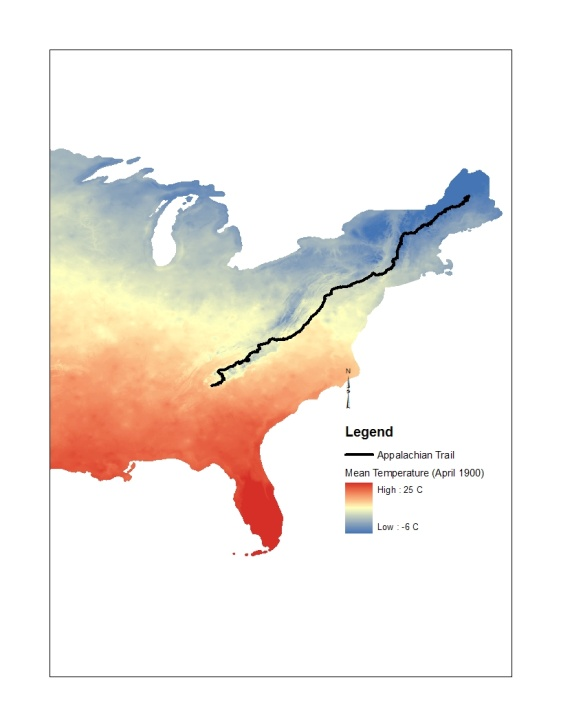 N
Legend
Appalachian Trail
Mean Temperature (April 1900)
High : 25 C
Low : -6 C